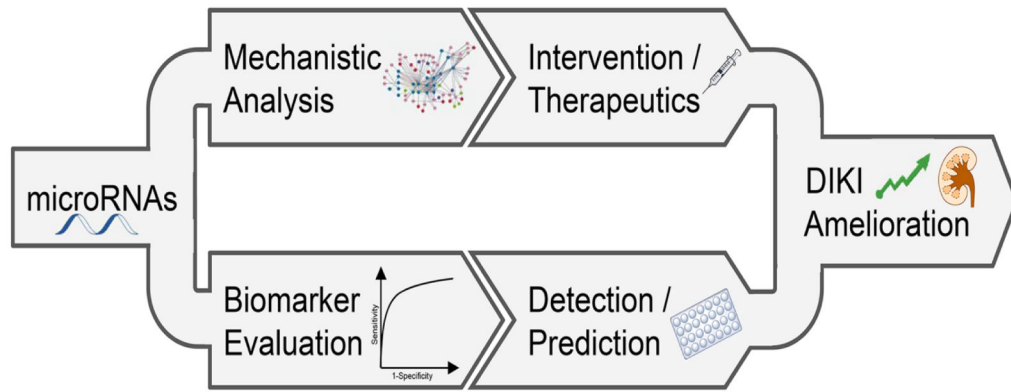 microRNAs
Mechanistic
Analysis
Intervention /
Therapeutics
Biomarker
Evaluation
Sensitivity
1-Specificity
Detection /
Prediction
DIKI
Amelioration